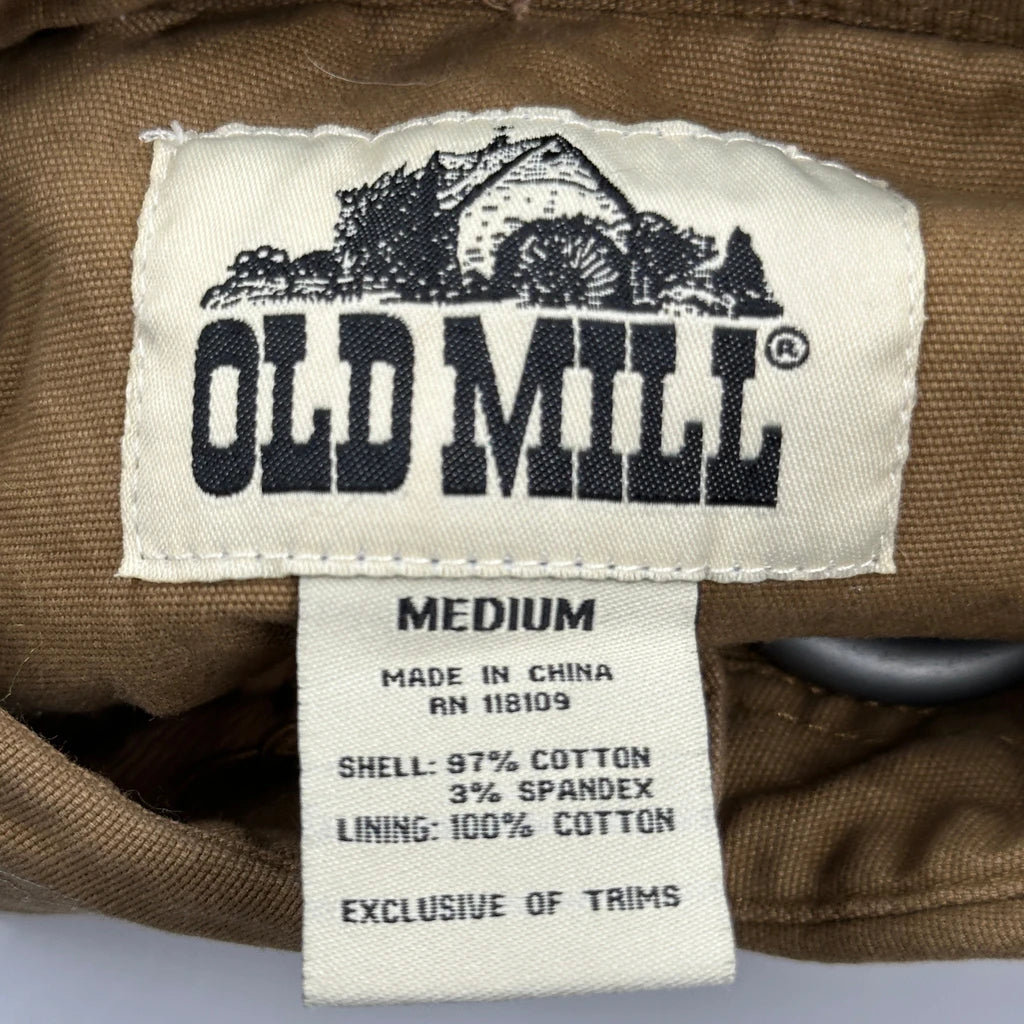 OLD MILL®
MEDIUM
MADE IN CHINA
RN 118109
SHELL: 97% COTTON
3% SPANDEX
LINING: 100% COTTON
EXCLUSIVE OF TRIMS